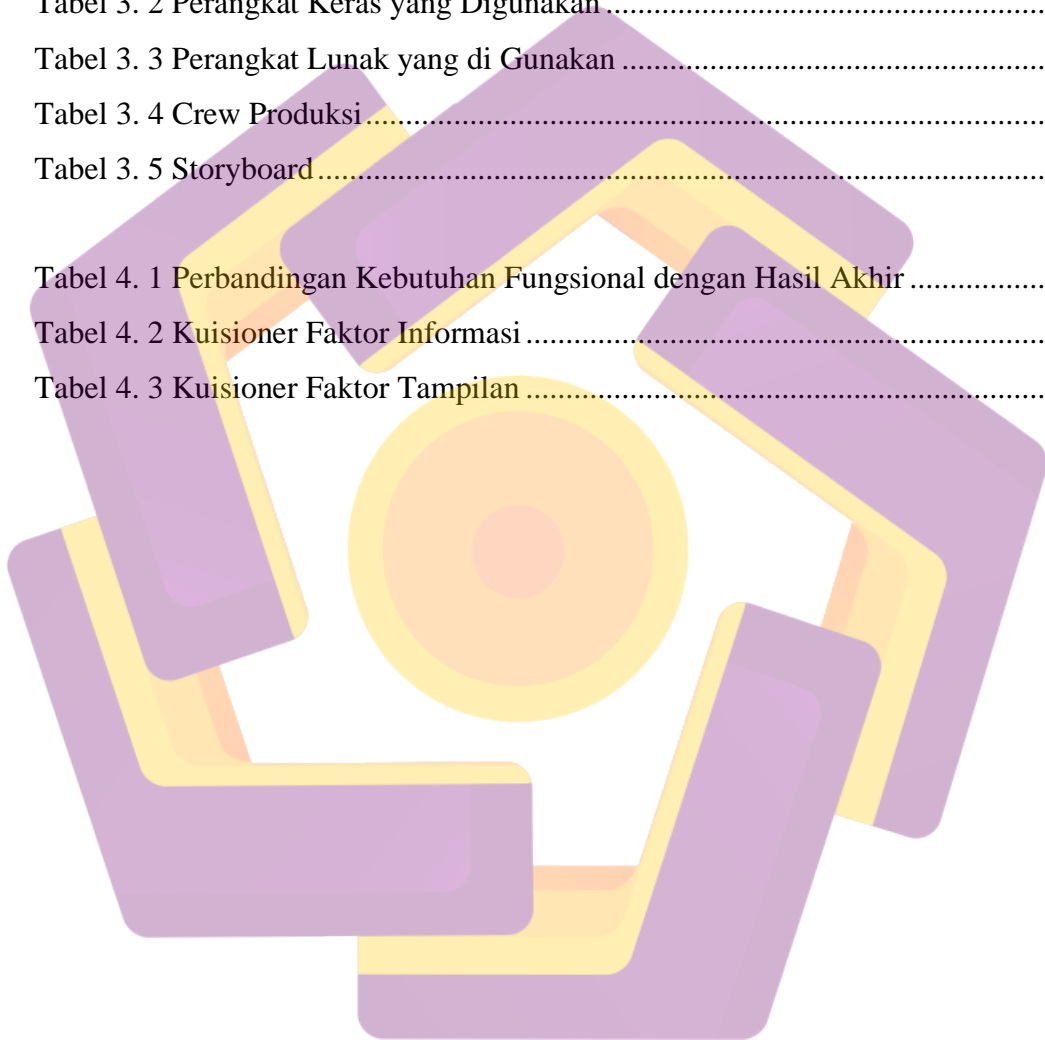 Tabel 3. 2 Perangkat Keras yang Digunakan ........................................................
Tabel 3. 3 Perangkat Lunak yang di Gunakan ......................................................
Tabel 3. 4 Crew Produksi......................................................................................
Tabel 3. 5 Storyboard............................................................................................
Tabel 4. 1 Perbandingan Kebutuhan Fungsional dengan Hasil Akhir .................
Tabel 4. 2 Kuisioner Faktor Informasi ..................................................................
Tabel 4. 3 Kuisioner Faktor Tampilan ..................................................................